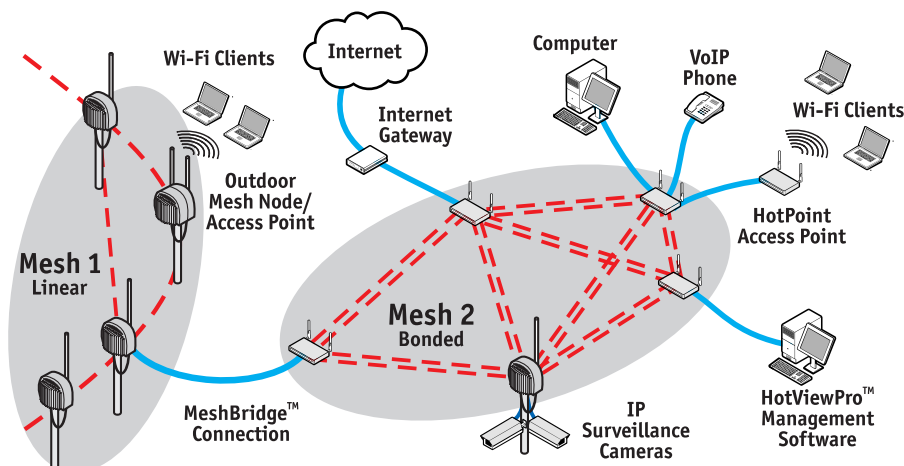 Wi-Fi Clients
Internet
Computer
VoIP
Phone
Wi-Fi Clients
Internet
Gateway
Outdoor
Mesh Node/
Access Point
HotPoint
Access Point
Mesh 1
Linear
Mesh 2
Bonded
MeshBridge™
Connection
IP
Surveillance
Cameras
HotViewPro™
Management
Software